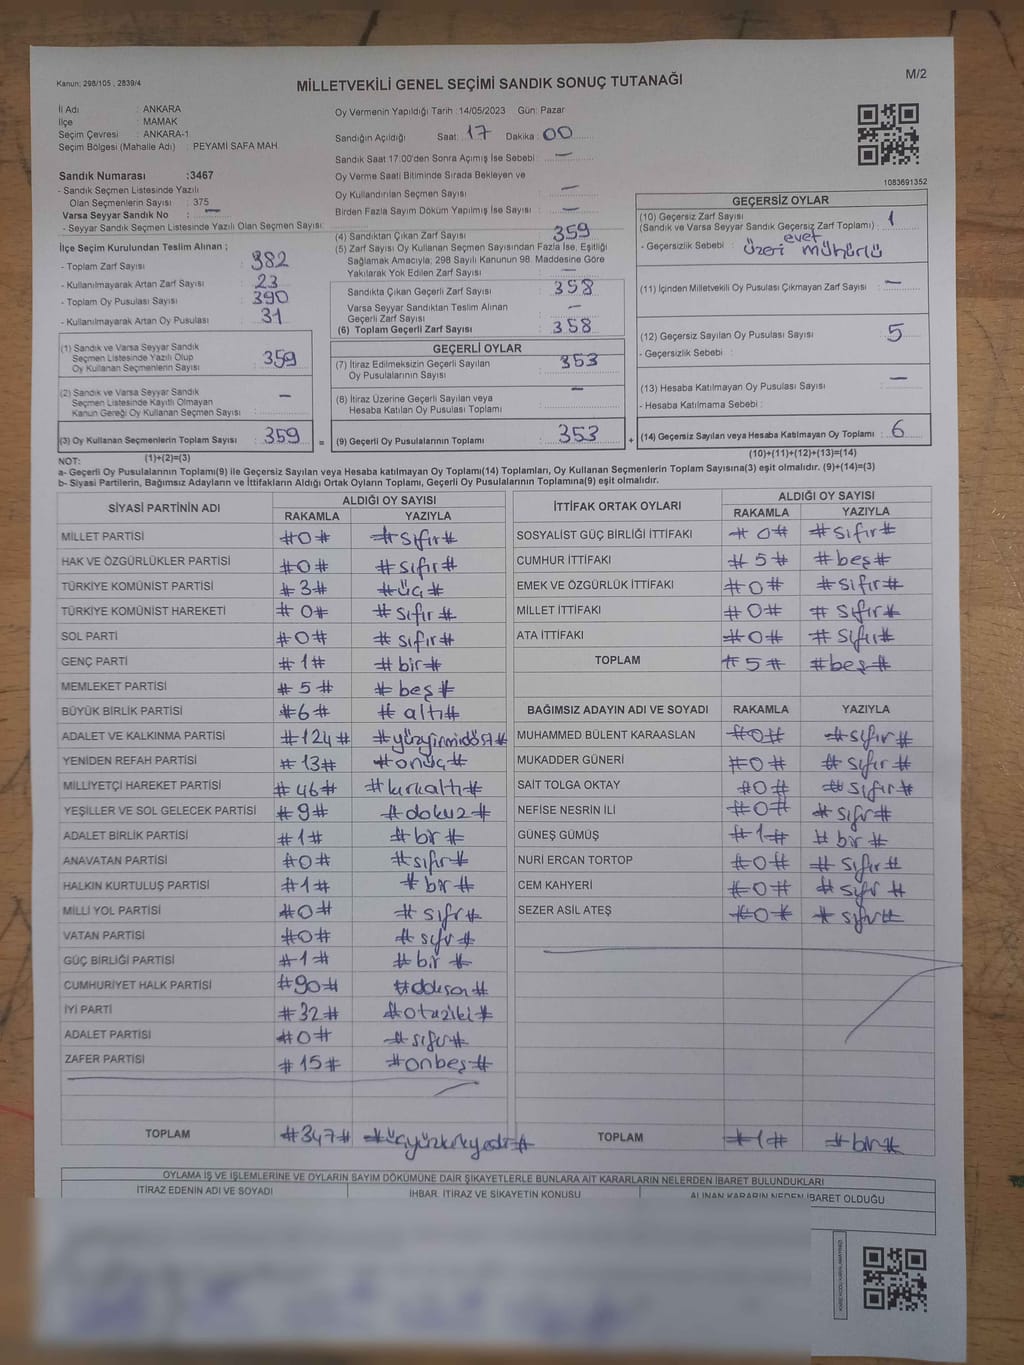 Kanun: 298/105 , 2839/4
MİLLETVEKİLİ GENEL SEÇİMİ SANDIK SONUÇ TUTANAĞI
M/2
İl Adı : ANKARA
İlçe : MAMAK
Seçim Çevresi : ANKARA-1
Seçim Bölgesi (Mahalle Adı) : PEYAMİ SAFA MAH
Sandık Numarası :3467
- Sandık Seçmen Listesinde Yazılı
Olan Seçmenlerin Sayısı : 375
Varsa Seyyar Sandık No : —
- Seyyar Sandık Seçmen Listesinde Yazılı Olan Seçmen Sayısı:
İlçe Seçim Kurulundan Teslim Alınan ;
- Toplam Zarf Sayısı : 382
- Kullanılmayarak Artan Zarf Sayısı : 23
- Toplam Oy Pusulası Sayısı : 390
- Kullanılmayarak Artan Oy Pusulası : 31
(1) Sandık ve Varsa Seyyar Sandık
Seçmen Listesinde Yazılı Olup
Oy Kullanan Seçmenlerin Sayısı : 359
(2) Sandık ve Varsa Seyyar Sandık
Seçmen Listesinde Kayıtlı Olmayan
Kanun Gereği Oy Kullanan Seçmen Sayısı : —
(3) Oy Kullanan Seçmenlerin Toplam Sayısı : 359
(1)+(2)=(3)
Oy Vermenin Yapıldığı Tarih : 14/05/2023 Gün: Pazar
Sandığın Açıldığı Saat: 17 Dakika: 00
Sandık Saat 17:00'den Sonra Açılmış İse Sebebi : —
Oy Verme Saati Bitiminde Sırada Bekleyen ve
Oy Kullandırılan Seçmen Sayısı : —
Birden Fazla Sayım Döküm Yapılmış İse Sayısı : —
(4) Sandıktan Çıkan Zarf Sayısı : 359
(5) Zarf Sayısı Oy Kullanan Seçmen Sayısından Fazla İse, Eşitliği
Sağlamak Amacıyla; 298 Sayılı Kanunun 98. Maddesine Göre
Yakılarak Yok Edilen Zarf Sayısı : —
Sandıkta Çıkan Geçerli Zarf Sayısı : 358
Varsa Seyyar Sandıktan Teslim Alınan
Geçerli Zarf Sayısı : —
(6) Toplam Geçerli Zarf Sayısı : 358
GEÇERLİ OYLAR
(7) İtiraz Edilmeksizin Geçerli Sayılan
Oy Pusulalarının Sayısı : 353
(8) İtiraz Üzerine Geçerli Sayılan veya
Hesaba Katılan Oy Pusulası Toplamı : —
= (9) Geçerli Oy Pusulalarının Toplamı : 353
1083691352
GEÇERSİZ OYLAR
(10) Geçersiz Zarf Sayısı
(Sandık ve Varsa Seyyar Sandık Geçersiz Zarf Toplamı) : 1
- Geçersizlik Sebebi : üzeri evet mühürlü
(11) İçinden Milletvekili Oy Pusulası Çıkmayan Zarf Sayısı : —
(12) Geçersiz Sayılan Oy Pusulası Sayısı : 5
- Geçersizlik Sebebi :
(13) Hesaba Katılmayan Oy Pusulası Sayısı : —
- Hesaba Katılmama Sebebi :
+ (14) Geçersiz Sayılan veya Hesaba Katılmayan Oy Toplamı : 6
(10)+(11)+(12)+(13)=(14)
NOT:
a- Geçerli Oy Pusulalarının Toplamı(9) ile Geçersiz Sayılan veya Hesaba katılmayan Oy Toplamı(14) Toplamları, Oy Kullanan Seçmenlerin Toplam Sayısına(3) eşit olmalıdır. (9)+(14)=(3)
b- Siyasi Partilerin, Bağımsız Adayların ve İttifakların Aldığı Ortak Oyların Toplamı, Geçerli Oy Pusulalarının Toplamına(9) eşit olmalıdır.
SİYASİ PARTİNİN ADI ALDIĞI OY SAYISI
RAKAMLA YAZIYLA
MİLLET PARTİSİ #0# #sıfır#
HAK VE ÖZGÜRLÜKLER PARTİSİ #0# #sıfır#
TÜRKİYE KOMÜNİST PARTİSİ #3# #üç#
TÜRKİYE KOMÜNİST HAREKETİ #0# #sıfır#
SOL PARTİ #0# #sıfır#
GENÇ PARTİ #1# #bir#
MEMLEKET PARTİSİ #5# #beş#
BÜYÜK BİRLİK PARTİSİ #6# #altı#
ADALET VE KALKINMA PARTİSİ #124# #yüzyirmidört#
YENİDEN REFAH PARTİSİ #13# #onüç#
MİLLİYETÇİ HAREKET PARTİSİ #46# #kırkaltı#
YEŞİLLER VE SOL GELECEK PARTİSİ #9# #dokuz#
ADALET BİRLİK PARTİSİ #1# #bir#
ANAVATAN PARTİSİ #0# #sıfır#
HALKIN KURTULUŞ PARTİSİ #1# #bir#
MİLLİ YOL PARTİSİ #0# #sıfır#
VATAN PARTİSİ #0# #sıfır#
GÜÇ BİRLİĞİ PARTİSİ #1# #bir#
CUMHURİYET HALK PARTİSİ #90# #doksan#
İYİ PARTİ #32# #otuziki#
ADALET PARTİSİ #0# #sıfır#
ZAFER PARTİSİ #15# #onbeş#
TOPLAM #347# #üçyüzkırkyedi#
İTTİFAK ORTAK OYLARI ALDIĞI OY SAYISI
RAKAMLA YAZIYLA
SOSYALİST GÜÇ BİRLİĞİ İTTİFAKI #0# #sıfır#
CUMHUR İTTİFAKI #5# #beş#
EMEK VE ÖZGÜRLÜK İTTİFAKI #0# #sıfır#
MİLLET İTTİFAKI #0# #sıfır#
ATA İTTİFAKI #0# #sıfır#
TOPLAM #5# #beş#
BAĞIMSIZ ADAYIN ADI VE SOYADI RAKAMLA YAZIYLA
MUHAMMED BÜLENT KARAASLAN #0# #sıfır#
MUKADDER GÜNERİ #0# #sıfır#
SAİT TOLGA OKTAY #0# #sıfır#
NEFİSE NESRİN İLİ #0# #sıfır#
GÜNEŞ GÜMÜŞ #1# #bir#
NURİ ERCAN TORTOP #0# #sıfır#
CEM KAHYERİ #0# #sıfır#
SEZER ASİL ATEŞ #0# #sıfır#
TOPLAM #1# #bir#
OYLAMA İŞ VE İŞLEMLERİNE VE OYLARIN SAYIM DÖKÜMÜNE DAİR ŞİKAYETLERLE BUNLARA AİT KARARLARIN NELERDEN İBARET BULUNDUKLARI
İTİRAZ EDENİN ADI VE SOYADI İHBAR, İTİRAZ VE ŞİKAYETİN KONUSU ALINAN KARARIN NEDEN İBARET OLDUĞU